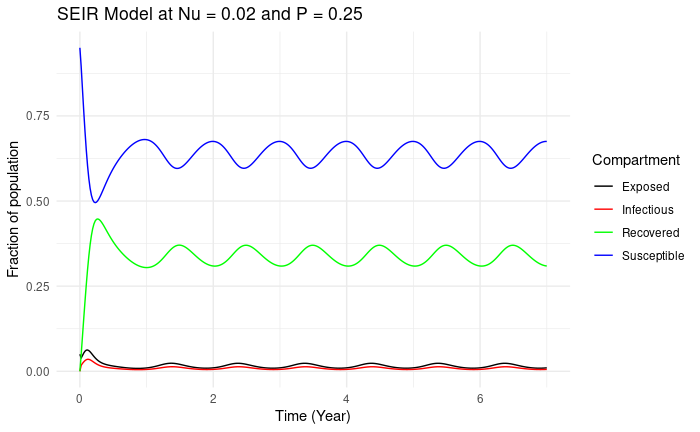 SEIR Model at Nu = 0.02 and P = 0.25
Fraction of population
0.75
0.50
0.25
0.00
0
2
4
6
Time (Year)
Compartment
Exposed
Infectious
Recovered
Susceptible